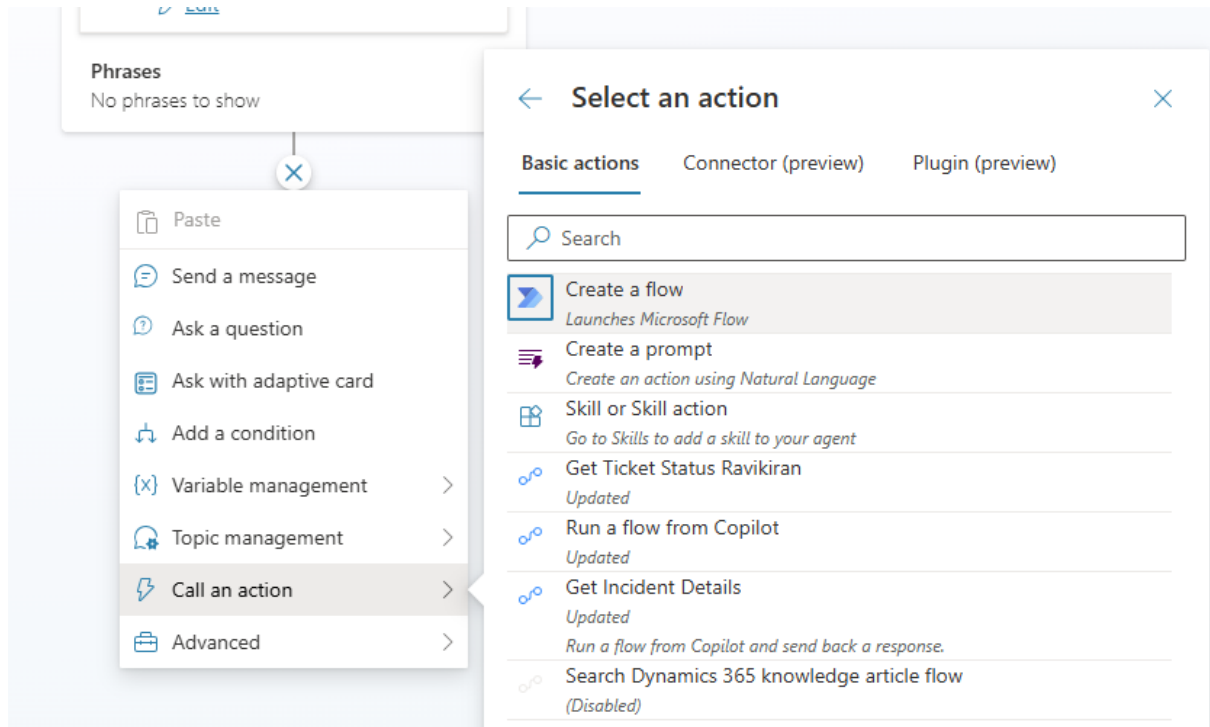 Edit
Phrases
No phrases to show
Paste
Send a message
Ask a question
Ask with adaptive card
Add a condition
{x} Variable management
Topic management
Call an action
Advanced
Select an action
Basic actions Connector (preview) Plugin (preview)
Search
Create a flow
Launches Microsoft Flow
Create a prompt
Create an action using Natural Language
Skill or Skill action
Go to Skills to add a skill to your agent
Get Ticket Status Ravikiran
Updated
Run a flow from Copilot
Updated
Get Incident Details
Updated
Run a flow from Copilot and send back a response.
Search Dynamics 365 knowledge article flow
(Disabled)